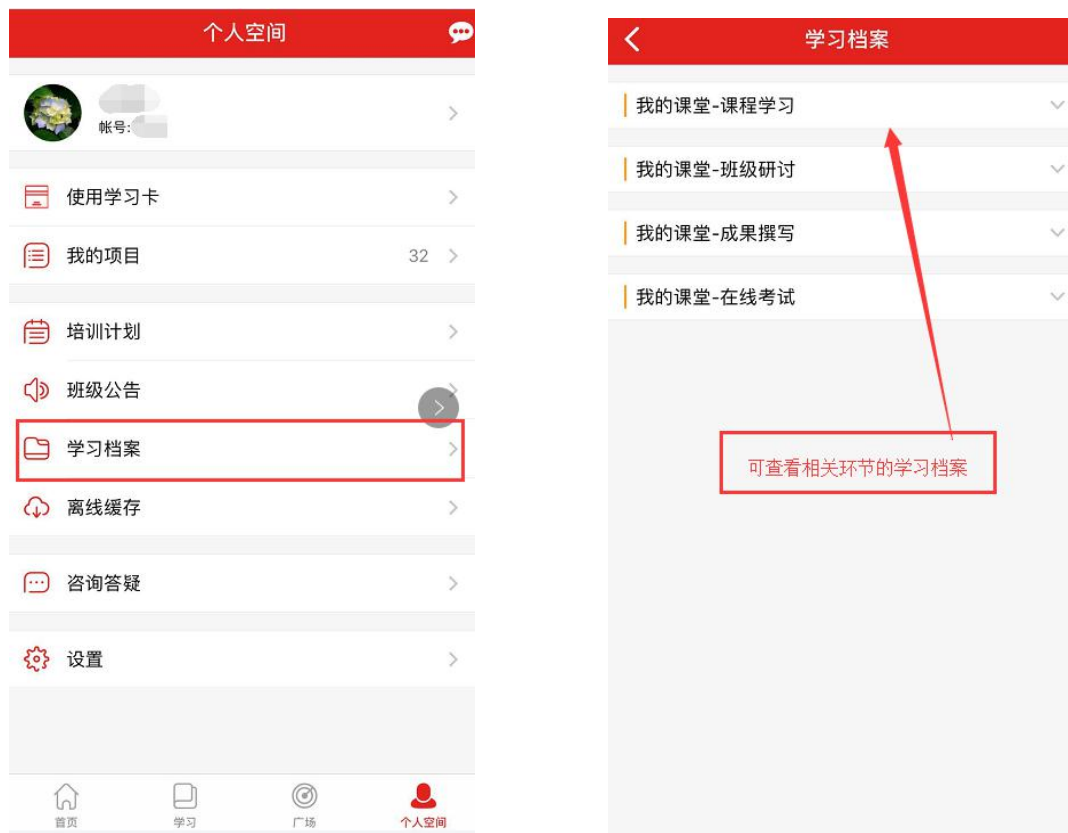 个人空间
帐号:
使用学习卡
我的项目
32
培训计划
班级公告
学习档案
离线缓存
咨询答疑
设置
首页
学习
广场
个人空间
学习档案
我的课堂-课程学习
我的课堂-班级研讨
我的课堂-成果撰写
我的课堂-在线考试
可查看相关环节的学习档案